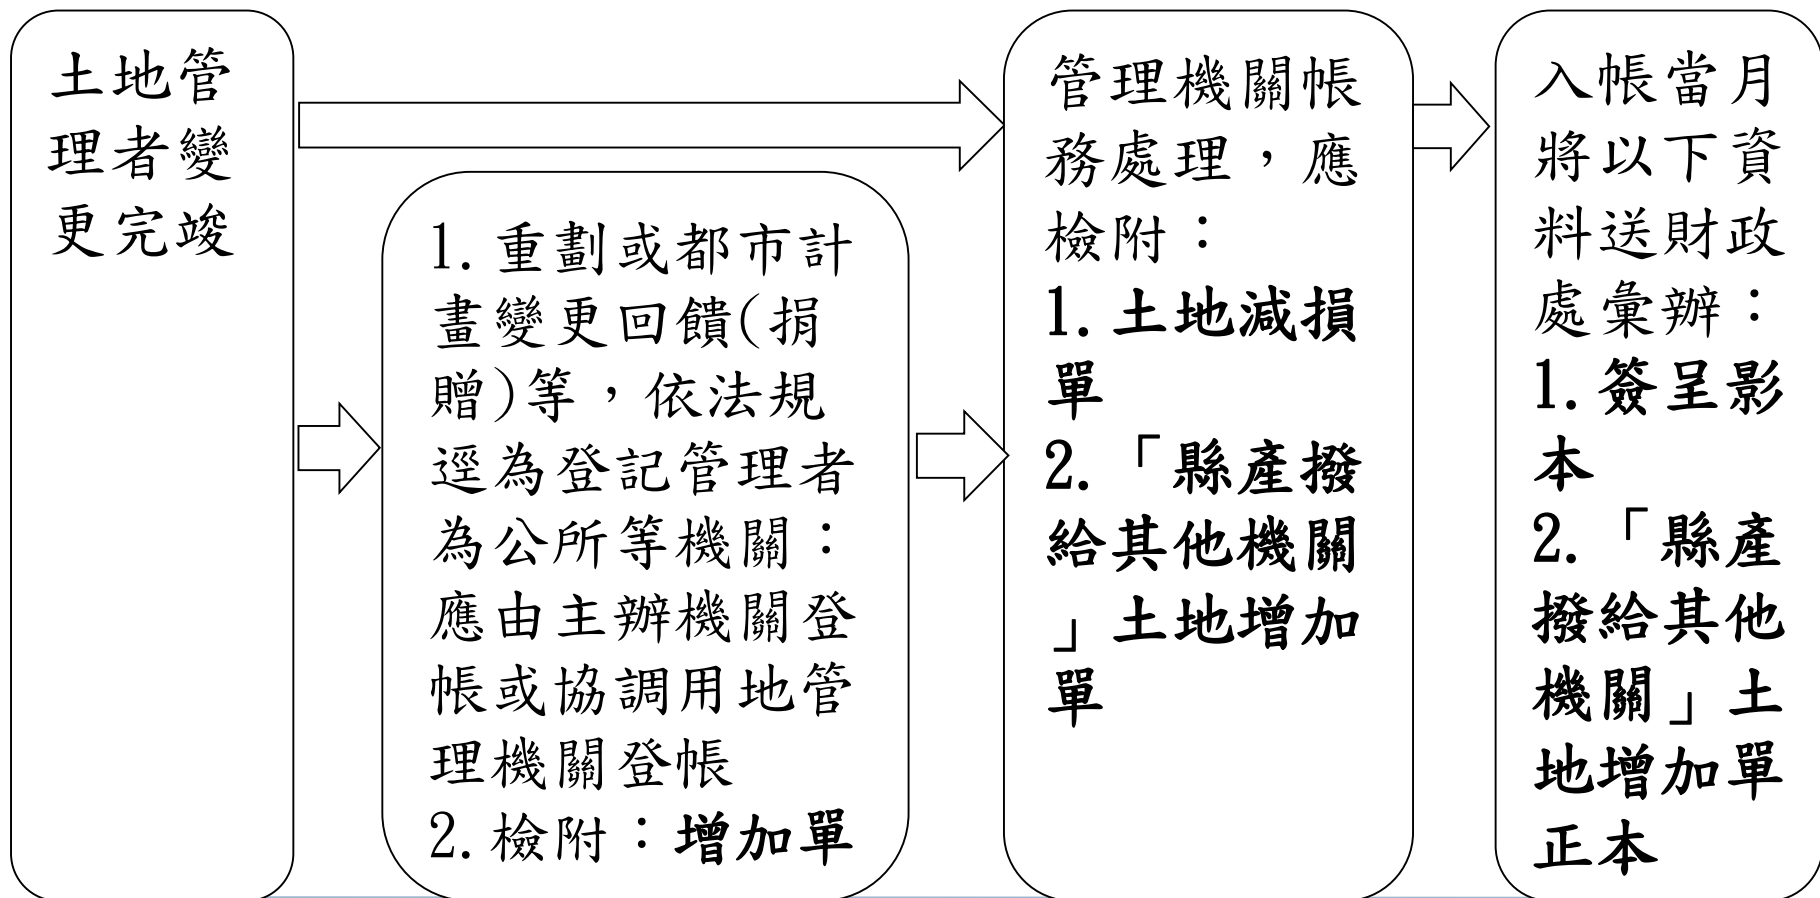 土地管
理者變
更完竣
1.重劃或都市計
畫變更回饋(捐
贈)等，依法規
逕為登記管理者
為公所等機關：
應由主辦機關登
帳或協調用地管
理機關登帳
2.檢附：增加單
管理機關帳
務處理，應
檢附：
1.土地減損
單
2.「縣產撥
給其他機關
」土地增加
單
入帳當月
將以下資
料送財政
處彙辦：
1.簽呈影
本
2.「縣產
撥給其他
機關」土
地增加單
正本